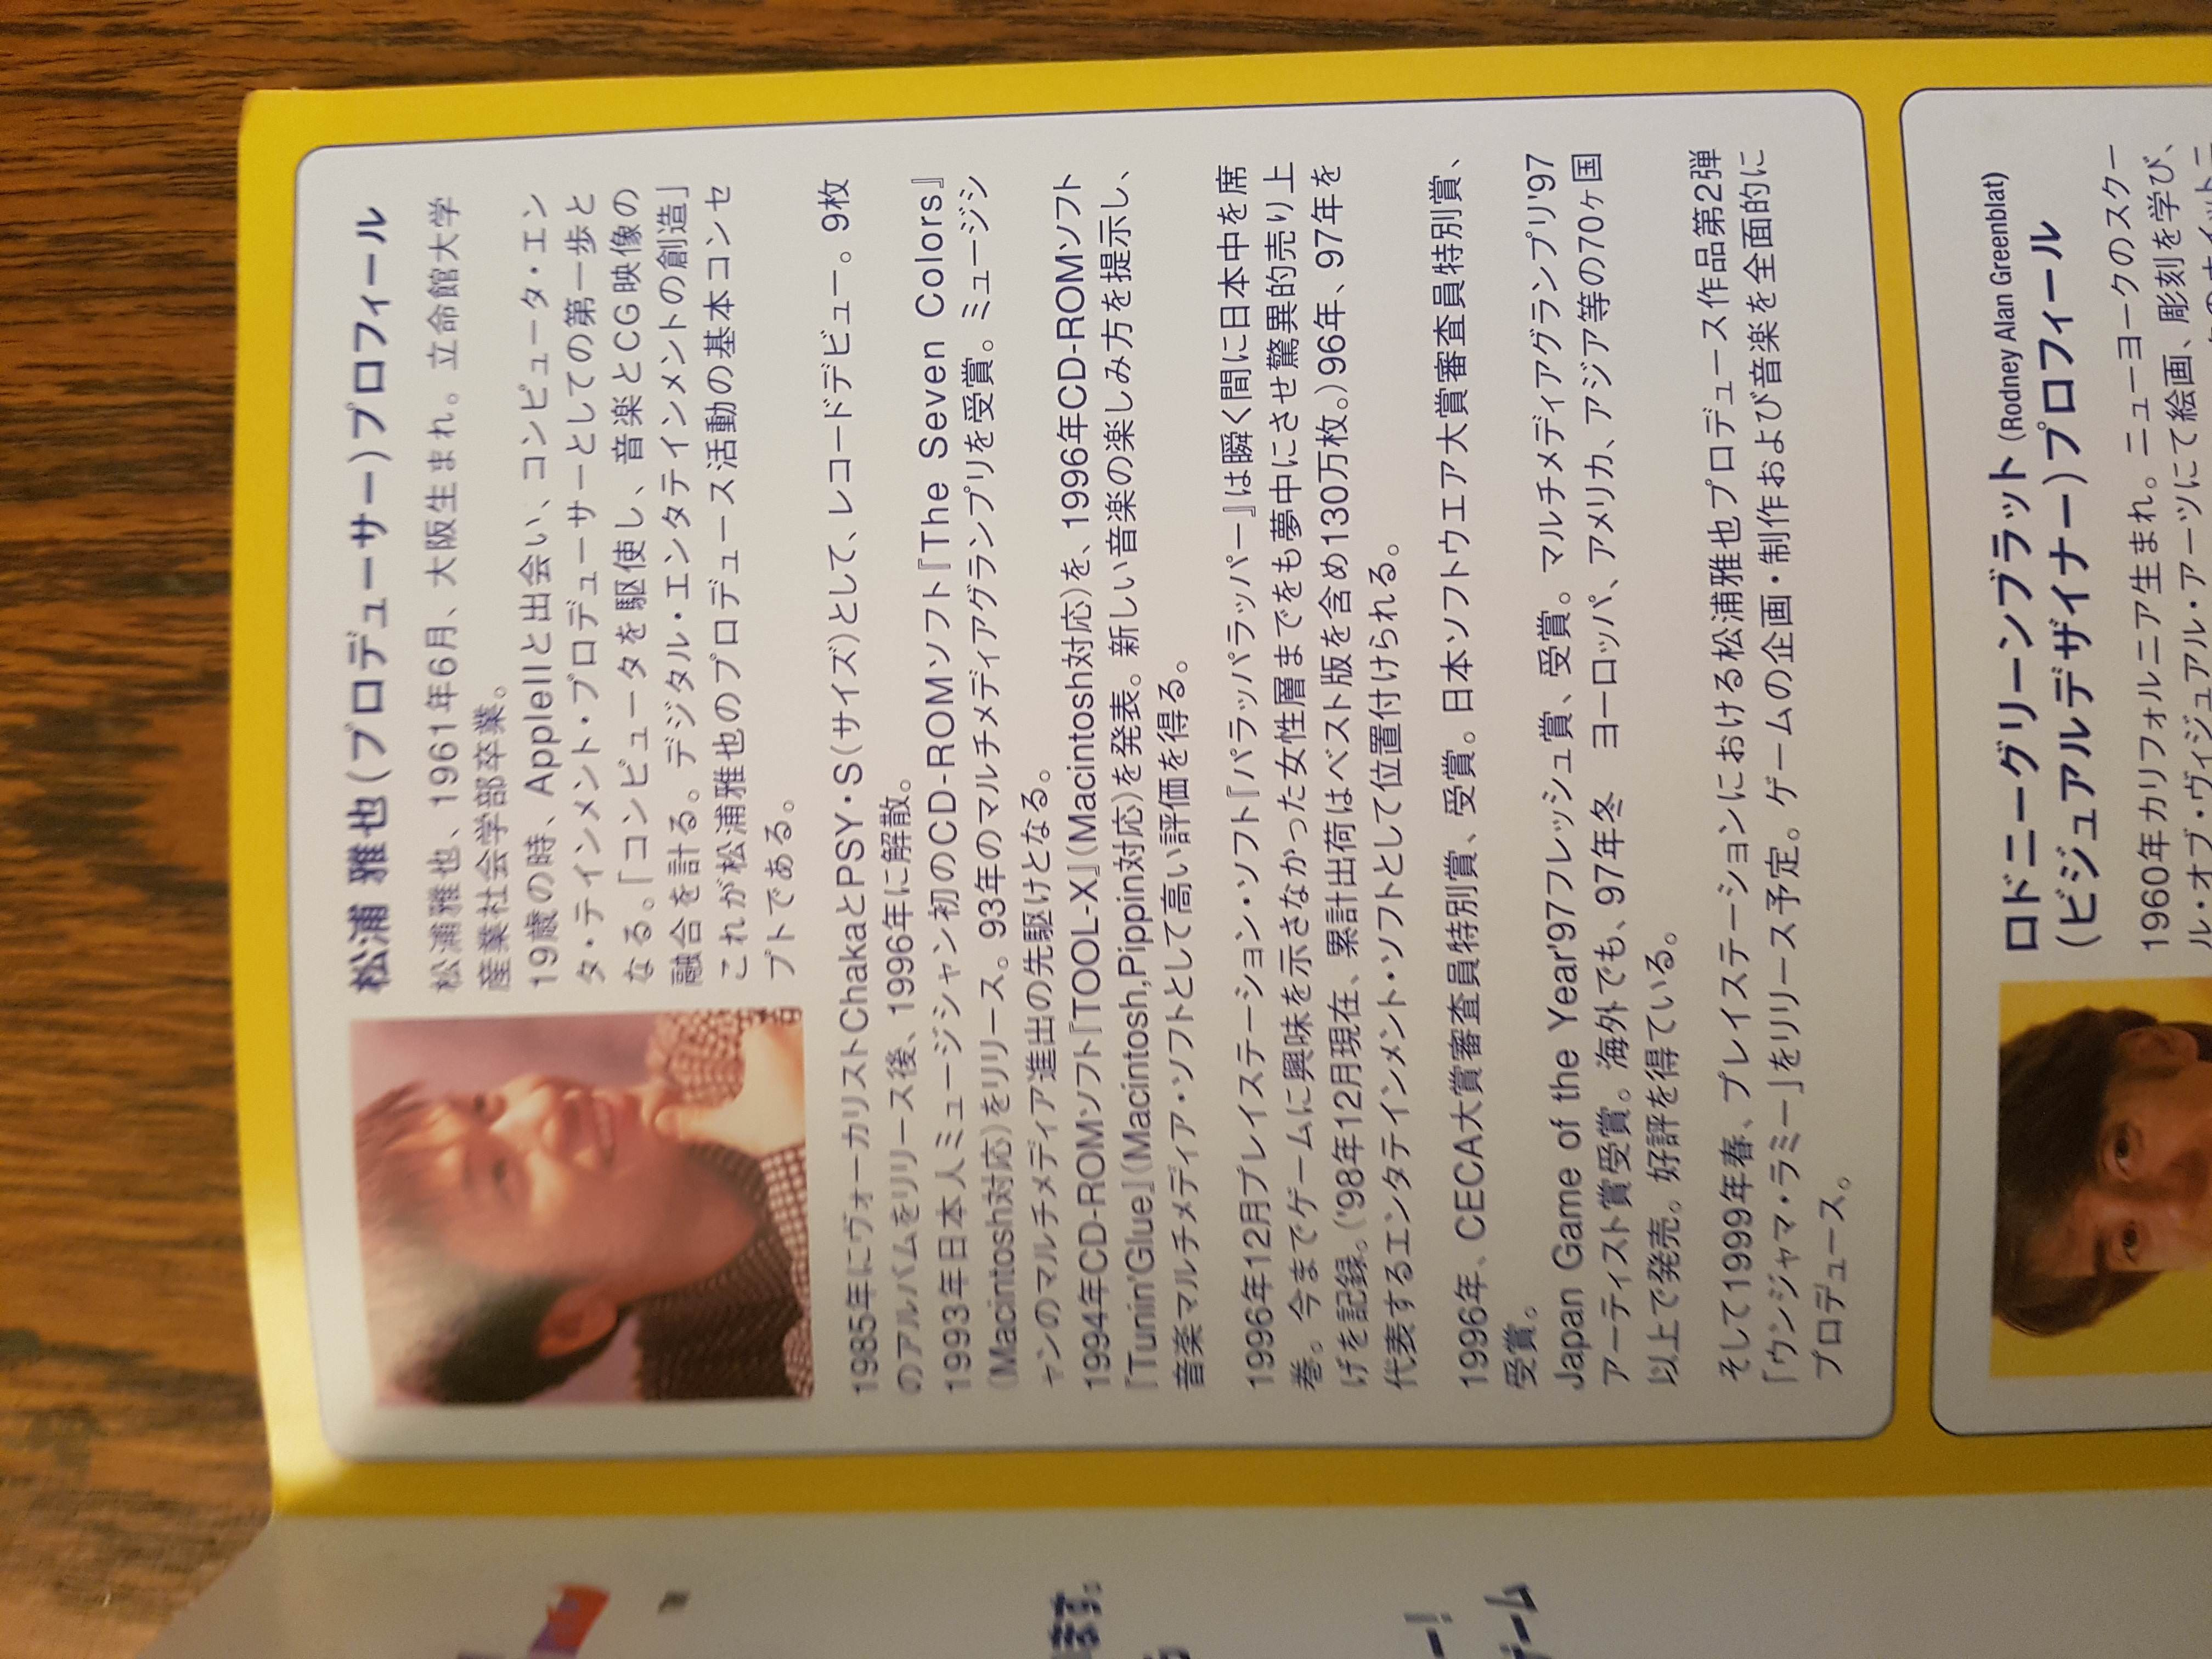 松浦 雅也(プロデューサー)プロフィール
松浦雅也、1961年6月、大阪生まれ。立命館大学
産業社会学部卒業。
19歳の時、AppleIIと出会い、コンピュータ・エン
タ・テインメント・プロデューサーとしての第一歩と
なる。「コンピュータを駆使し、音楽とCG映像の
融合を計る。デジタル・エンタテインメントの創造」
これが松浦雅也のプロデュース活動の基本コンセ
プトである。
1985年にヴォーカリストChakaとPSY・S(サイズ)として、レコードデビュー。9枚
のアルバムをリリース後、1996年に解散。
1993年日本人ミュージシャン初のCD-ROMソフト『The Seven Colors』
(Macintosh対応)をリリース。93年のマルチメディアグランプリを受賞。ミュージシ
ャンのマルチメディア進出の先駆けとなる。
1994年CD-ROMソフト『TOOL-X』(Macintosh対応)を、1996年CD-ROMソフト
『Tunin'Glue』(Macintosh,Pippin対応)を発表。新しい音楽の楽しみ方を提示し、
音楽マルチメディア・ソフトとして高い評価を得る。
1996年12月プレイステーション・ソフト『パラッパラッパー』は瞬く間に日本中を席
巻。今までゲームに興味を示さなかった女性層までをも夢中にさせ驚異的売り上
げを記録。('98年12月現在、累計出荷はベスト版を含め130万枚。)96年、97年を
代表するエンタテインメント・ソフトとして位置付けられる。
1996年、CECA大賞審査員特別賞、受賞。日本ソフトウエア大賞審査員特別賞、
受賞。
Japan Game of the Year'97フレッシュ賞、受賞。マルチメディアグランプリ'97
アーティスト賞受賞。海外でも、97年冬 ヨーロッパ、アメリカ、アジア等の70ヶ国
以上で発売。好評を得ている。
そして1999年春、プレイステーションにおける松浦雅也プロデュース作品第2弾
「ウンジャマ・ラミー」をリリース予定。ゲームの企画・制作および音楽を全面的に
プロデュース。
ロドニー・グリーンブラット (Rodney Alan Greenblat)
(ビジュアルデザイナー)プロフィール
1960年カリフォルニア生まれ。ニューヨークのスクー
ル・オブ・ヴィジュアル・アーツにて絵画、彫刻を学び、
ます。
ー!
ゲーム